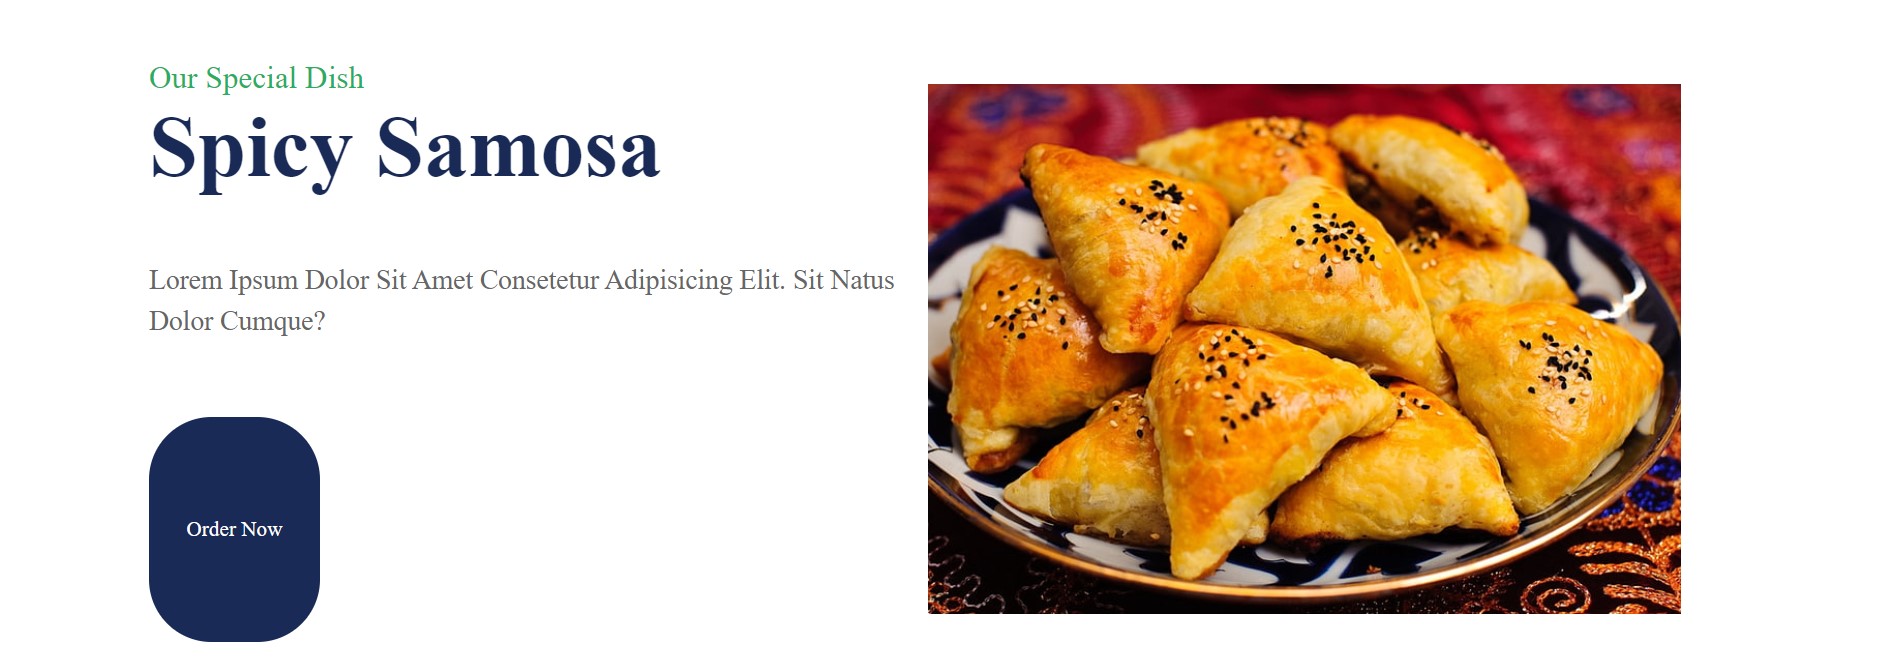 Our Special Dish
Spicy Samosa
Lorem Ipsum Dolor Sit Amet Consetetur Adipisicing Elit. Sit Natus
Dolor Cumque?
Order Now